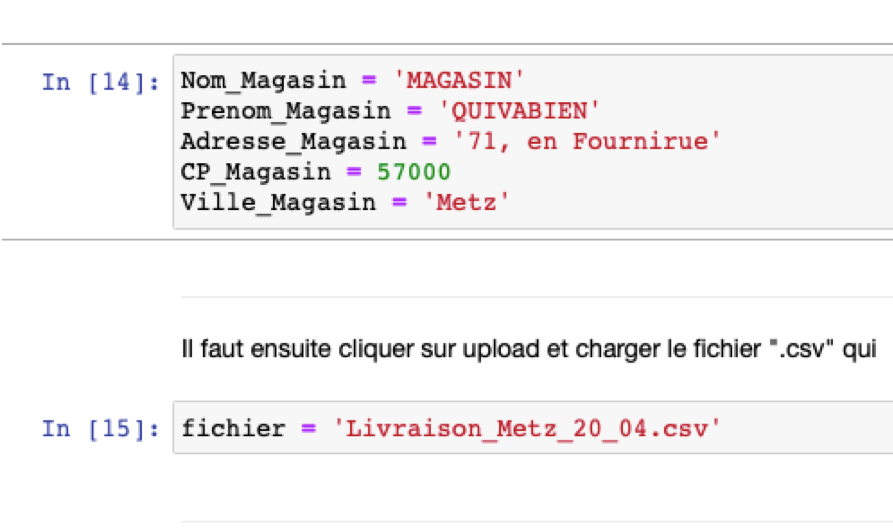 In [14]: Nom_Magasin = 'MAGASIN'
Prenom_Magasin = 'QUIVABIEN'
Adresse_Magasin = '71, en Fournirue'
CP_Magasin = 57000
Ville_Magasin = 'Metz'
Il faut ensuite cliquer sur upload et charger le fichier ".csv" qui
In [15]: fichier = 'Livraison_Metz_20_04.csv'